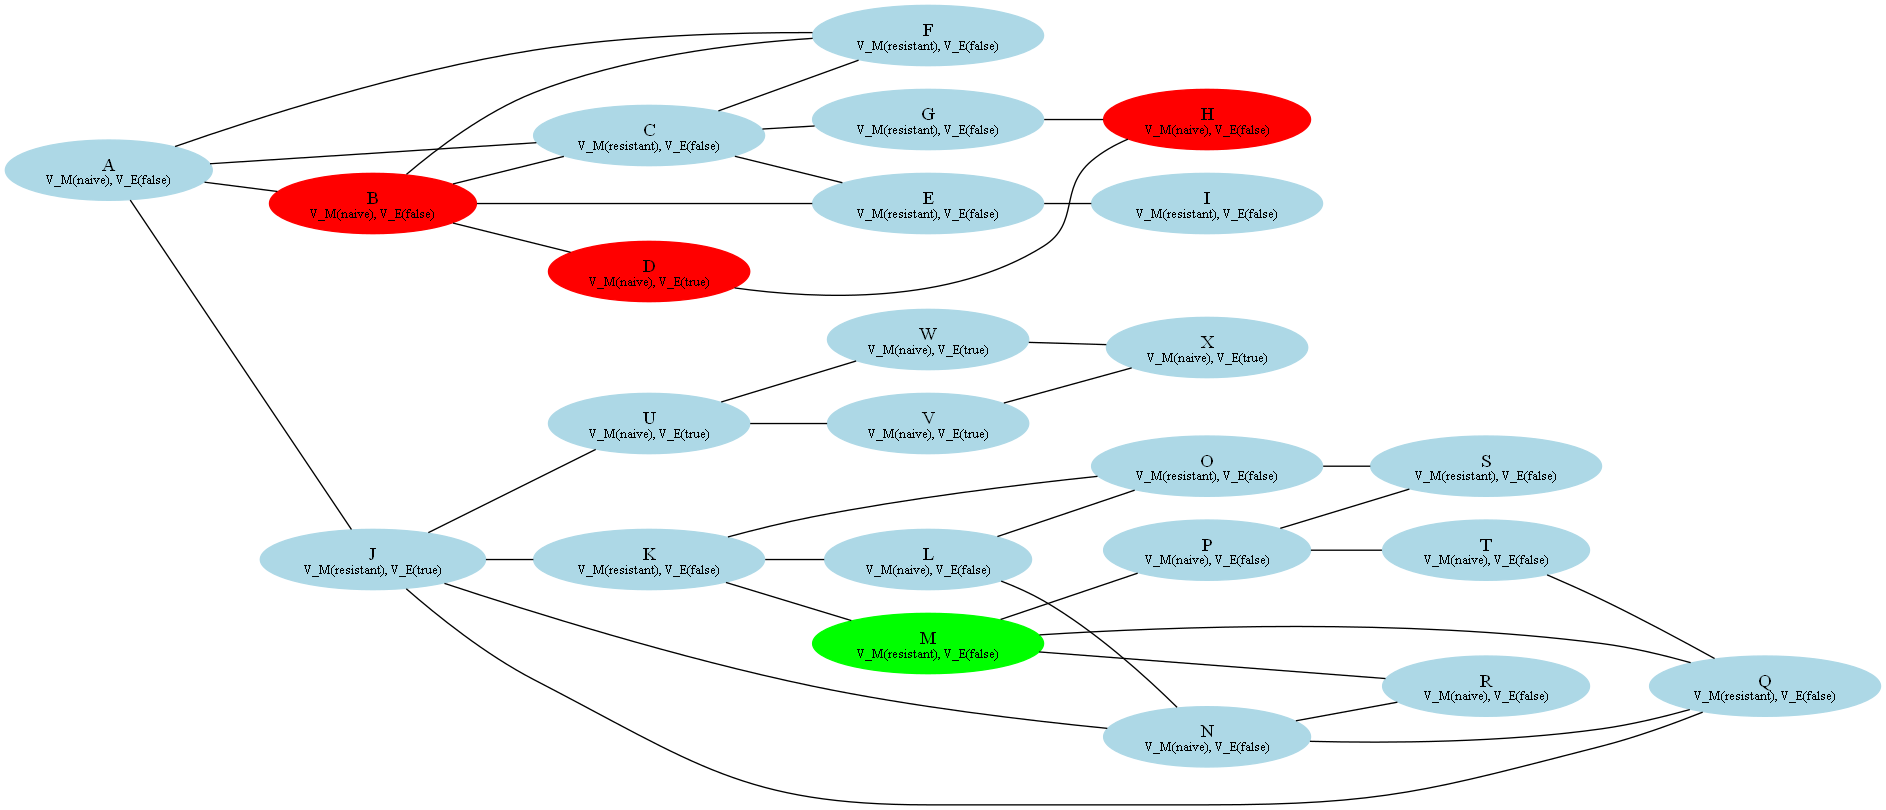 F
V_M(resistant), V_E(false)
G
V_M(resistant), V_E(false)
H
V_M(naive), V_E(false)
C
V_M(resistant), V_E(false)
A
V_M(naive), V_E(false)
B
V_M(naive), V_E(false)
E
V_M(resistant), V_E(false)
I
V_M(resistant), V_E(false)
D
V_M(naive), V_E(true)
W
V_M(naive), V_E(true)
X
V_M(naive), V_E(true)
U
V_M(naive), V_E(true)
V
V_M(naive), V_E(true)
O
V_M(resistant), V_E(false)
S
V_M(resistant), V_E(false)
J
V_M(resistant), V_E(true)
K
V_M(resistant), V_E(false)
L
V_M(naive), V_E(false)
P
V_M(naive), V_E(false)
T
V_M(naive), V_E(false)
M
V_M(resistant), V_E(false)
R
V_M(naive), V_E(false)
Q
V_M(resistant), V_E(false)
N
V_M(naive), V_E(false)